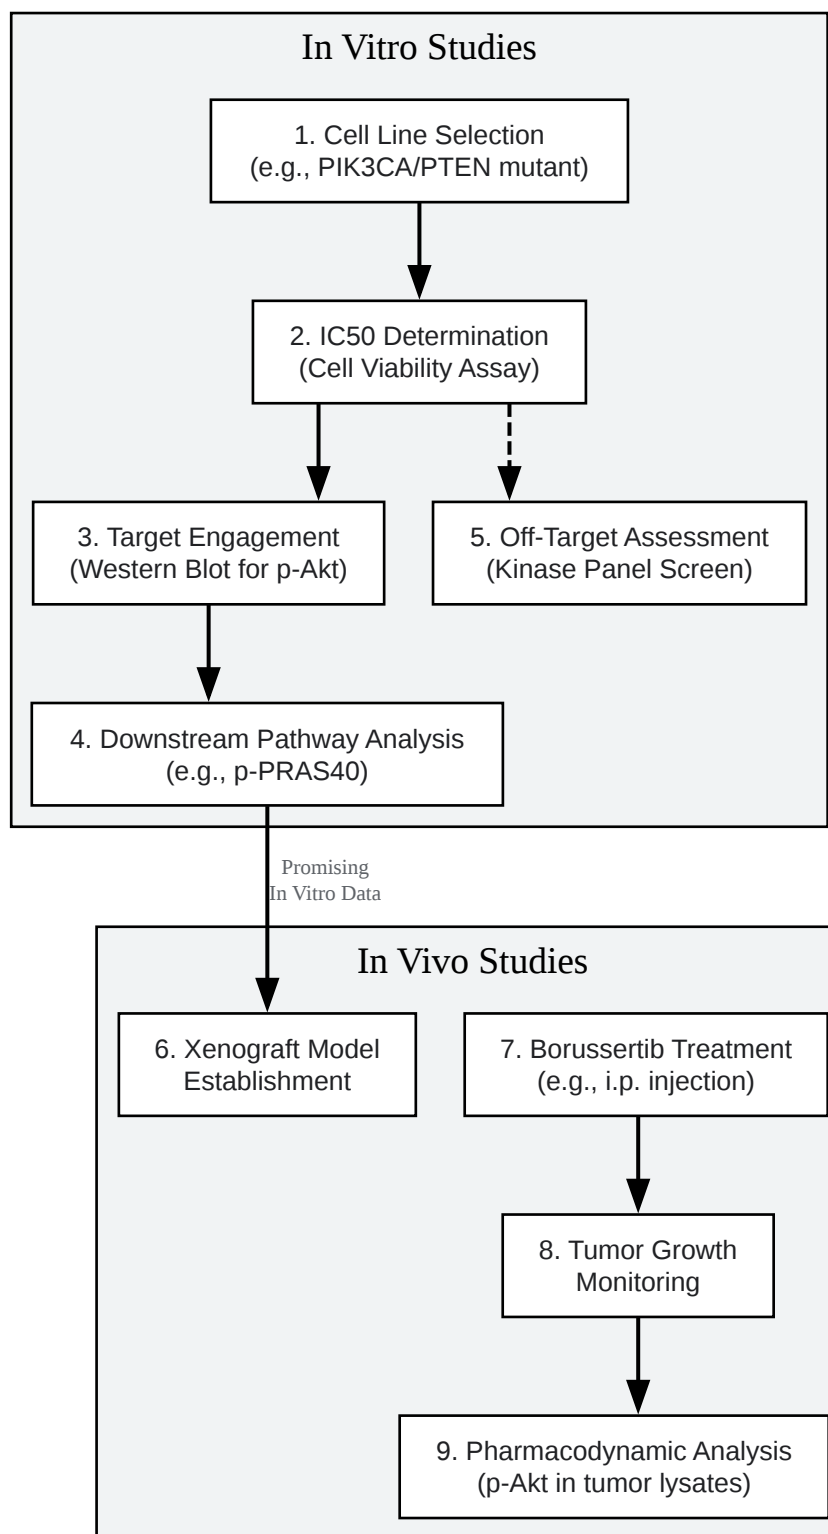 In Vitro Studies
1. Cell Line Selection
(e.g., PIK3CA/PTEN mutant)
2. IC50 Determination
(Cell Viability Assay)
3. Target Engagement
(Western Blot for p-Akt)
5. Off-Target Assessment
(Kinase Panel Screen)
4. Downstream Pathway Analysis
(e.g., p-PRAS40)
Promising
In Vitro Data
In Vivo Studies
6. Xenograft Model
Establishment
7. Borussertib Treatment
(e.g., i.p. injection)
8. Tumor Growth
Monitoring
9. Pharmacodynamic Analysis
(p-Akt in tumor lysates)